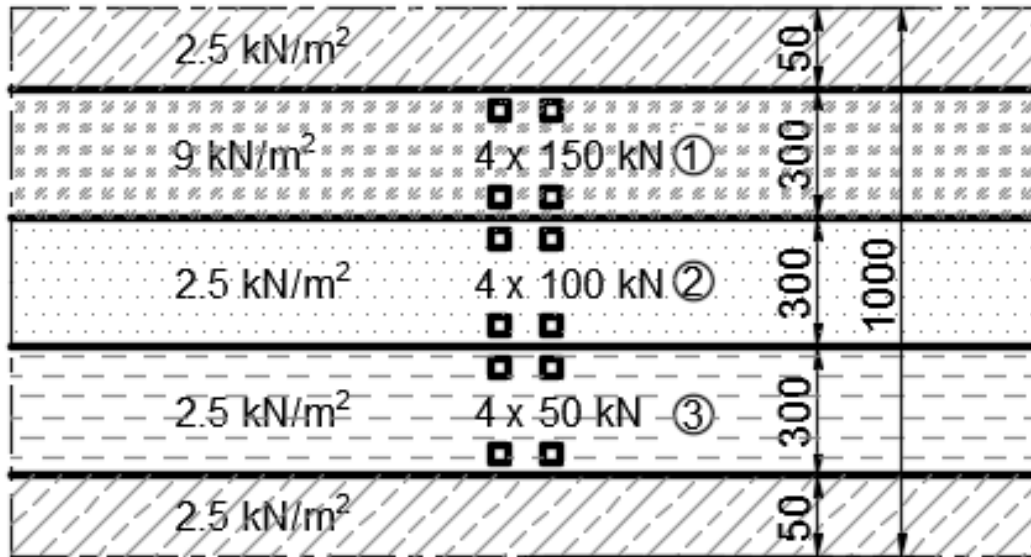 2.5 kN/m²
50
9 kN/m²
4 x 150 kN ①
300
2.5 kN/m²
4 x 100 kN ②
300
1000
2.5 kN/m²
4 x 50 kN ③
300
2.5 kN/m²
50